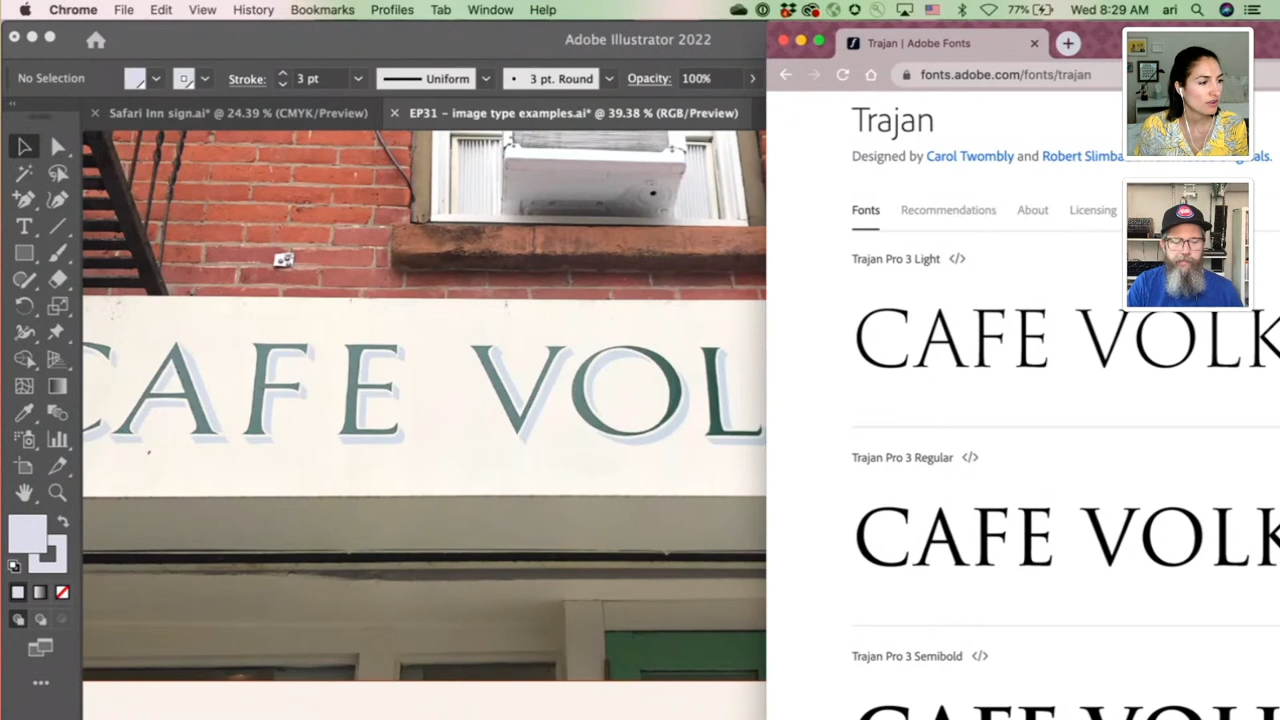 Chrome File Edit View History Bookmarks Profiles Tab Window Help 77% Wed 8:29 AM ari
Adobe Illustrator 2022
No Selection Stroke: 3 pt Uniform 3 pt. Round Opacity: 100%
Safari Inn sign.ai* @ 24.39 % (CMYK/Preview) EP31 - image type examples.ai* @ 39.38 % (RGB/Preview)
CAFE VOL
Trajan | Adobe Fonts
fonts.adobe.com/fonts/trajan
Trajan
Designed by Carol Twombly and Robert Slimba
Fonts Recommendations About Licensing
Trajan Pro 3 Light </>
CAFE VOLK
Trajan Pro 3 Regular </>
CAFE VOLK
Trajan Pro 3 Semibold </>
CAFE VOLK